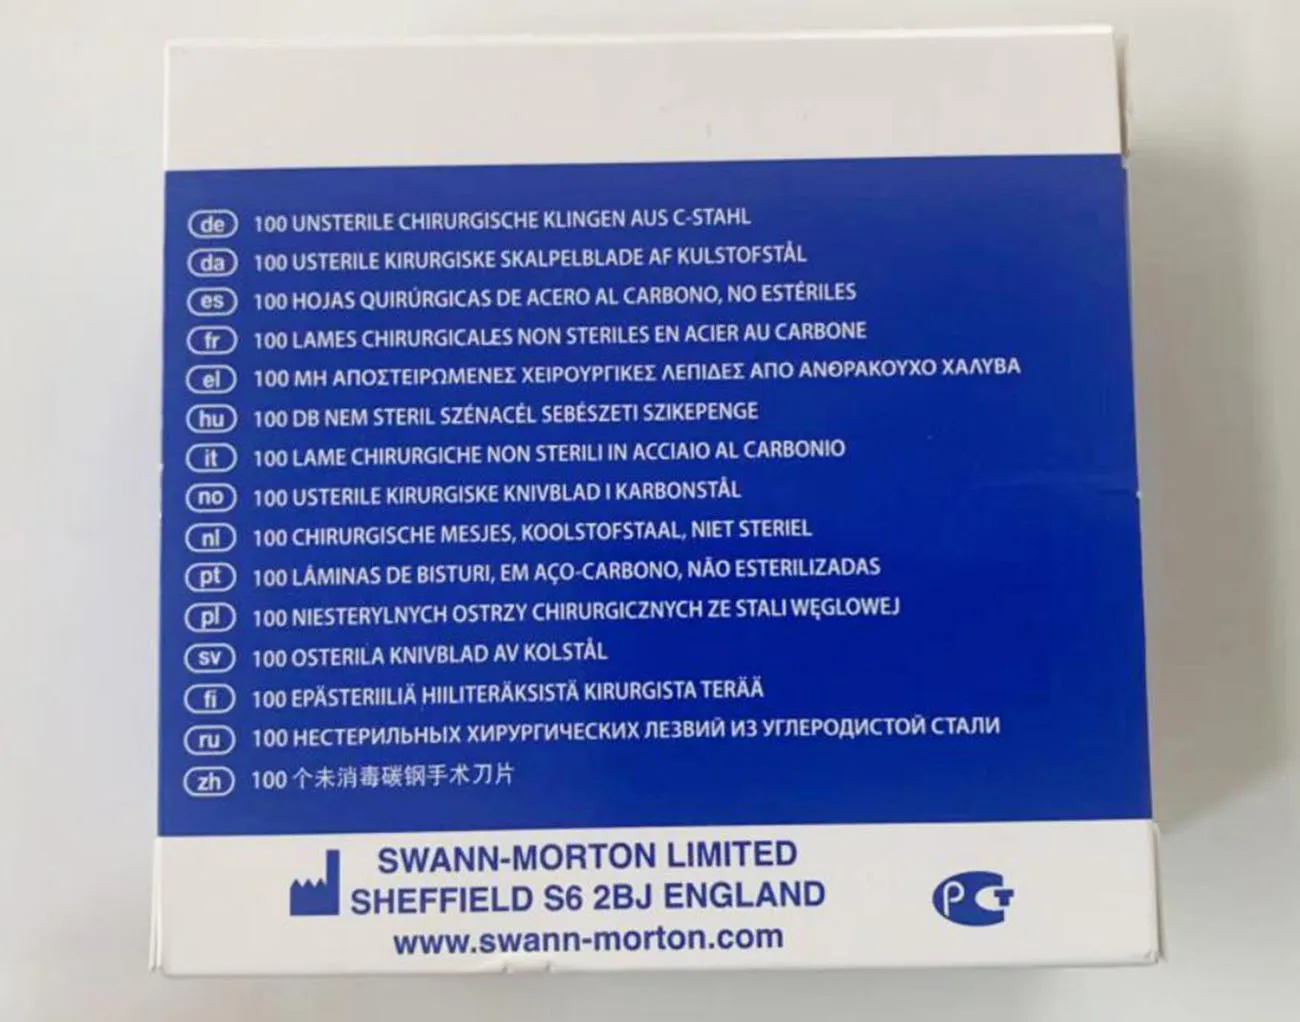 de 100 UNSTERILE CHIRURGISCHE KLINGEN AUS C-STAHL
da 100 USTERILE KIRURGISKE SKALPELBLADE AF KULSTOFSTÅL
es 100 HOJAS QUIRÚRGICAS DE ACERO AL CARBONO, NO ESTÉRILES
fr 100 LAMES CHIRURGICALES NON STERILES EN ACIER AU CARBONE
el 100 ΜΗ ΑΠΟΣΤΕΙΡΩΜΕΝΕΣ ΧΕΙΡΟΥΡΓΙΚΕΣ ΛΕΠΙΔΕΣ ΑΠΟ ΑΝΘΡΑΚΟΥΧΟ ΧΑΛΥΒΑ
hu 100 DB NEM STERIL SZÉNACÉL SEBÉSZETI SZIKEPENGE
it 100 LAME CHIRURGICHE NON STERILI IN ACCIAIO AL CARBONIO
no 100 USTERILE KIRURGISKE KNIVBLAD I KARBONSTÅL
nl 100 CHIRURGISCHE MESJES, KOOLSTOFSTAAL, NIET STERIEL
pt 100 LÂMINAS DE BISTURI, EM AÇO-CARBONO, NÃO ESTERILIZADAS
pl 100 NIESTERYLNYCH OSTRZY CHIRURGICZNYCH ZE STALI WĘGLOWEJ
sv 100 OSTERILA KNIVBLAD AV KOLSTÅL
fi 100 EPÄSTERIILIÄ HIILITERÄKSISTÄ KIRURGISTA TERÄÄ
ru 100 НЕСТЕРИЛЬНЫХ ХИРУРГИЧЕСКИХ ЛЕЗВИЙ ИЗ УГЛЕРОДИСТОЙ СТАЛИ
zh 100 个未消毒碳钢手术刀片
SWANN-MORTON LIMITED
SHEFFIELD S6 2BJ ENGLAND
www.swann-morton.com
РСТ